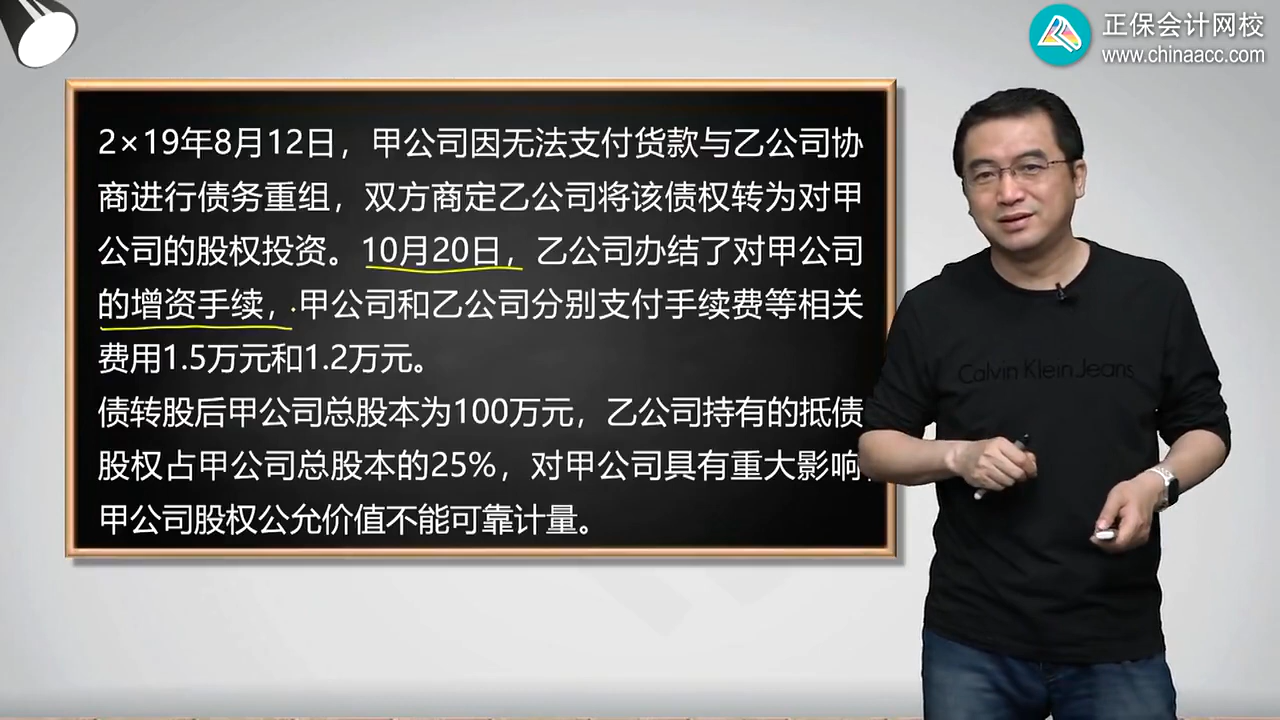 正保会计网校
www.chinaacc.com
2×19年8月12日，甲公司因无法支付货款与乙公司协
商进行债务重组，双方商定乙公司将该债权转为对甲
公司的股权投资。10月20日，乙公司办结了对甲公司
的增资手续，甲公司和乙公司分别支付手续费等相关
费用1.5万元和1.2万元。
债转股后甲公司总股本为100万元，乙公司持有的抵债
股权占甲公司总股本的25%，对甲公司具有重大影响，
甲公司股权公允价值不能可靠计量。
Calvin Klein Jeans